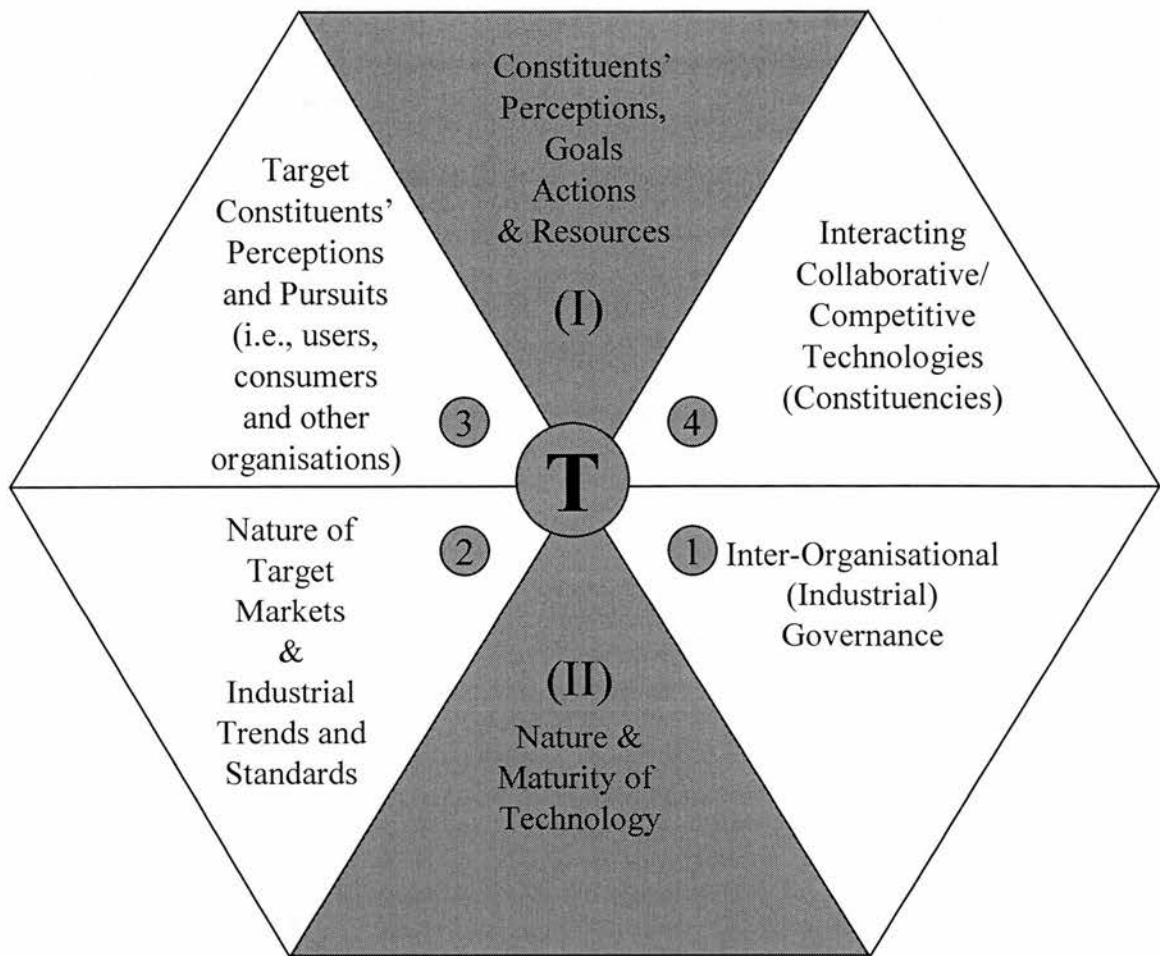 Constituents'
Perceptions,
Goals
Actions
& Resources
(I)
Target
Constituents'
Perceptions
and Pursuits
(i.e., users,
consumers
and other
organisations)
3
Interacting
Collaborative/
Competitive
Technologies
(Constituencies)
4
T
Nature of
Target
Markets
&
Industrial
Trends and
Standards
2
1
Inter-Organisational
(Industrial)
Governance
(II)
Nature &
Maturity of
Technology